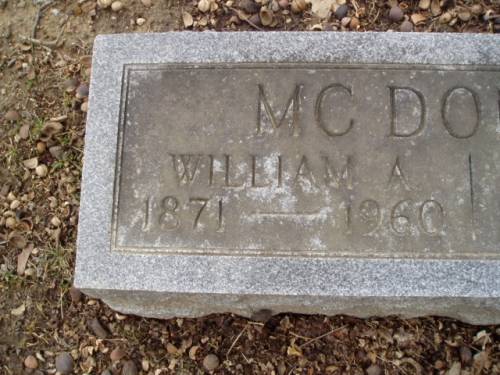 MC DO
WILLIAM A.
1871 — 1960